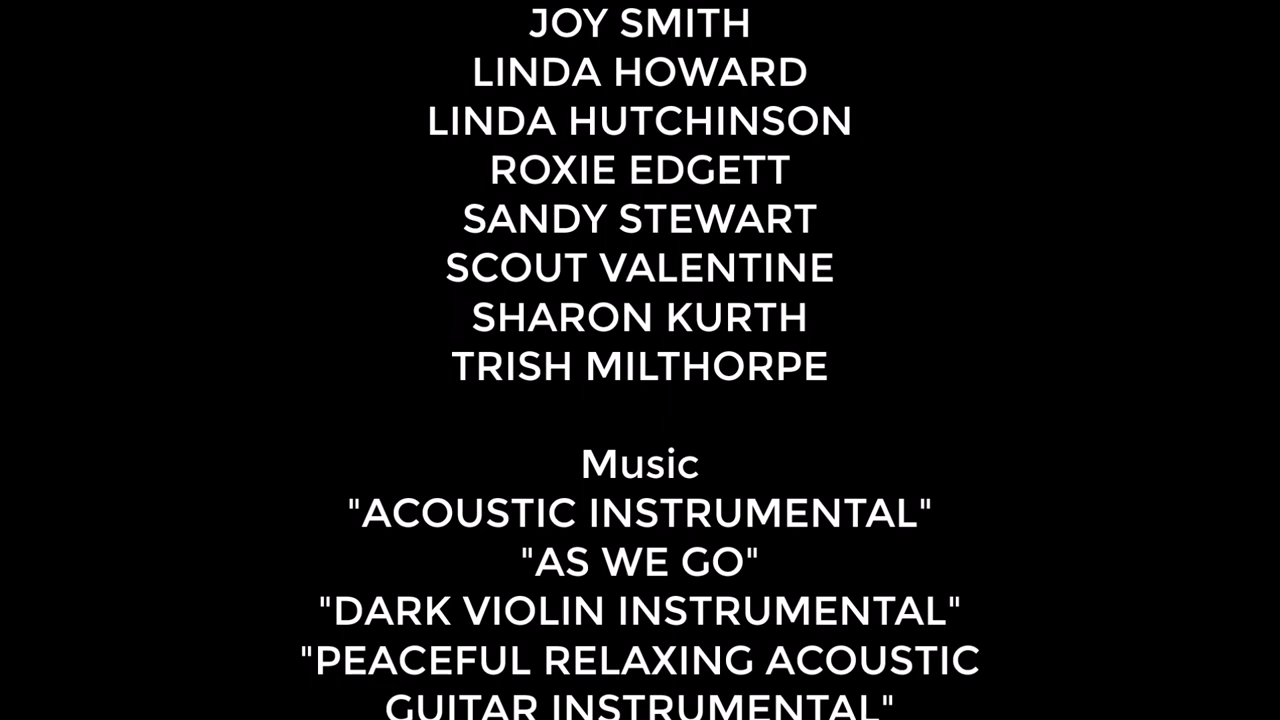 JOY SMITH
LINDA HOWARD
LINDA HUTCHINSON
ROXIE EDGETT
SANDY STEWART
SCOUT VALENTINE
SHARON KURTH
TRISH MILTHORPE
Music
"ACOUSTIC INSTRUMENTAL"
"AS WE GO"
"DARK VIOLIN INSTRUMENTAL"
"PEACEFUL RELAXING ACOUSTIC
GUITAR INSTRUMENTAL"